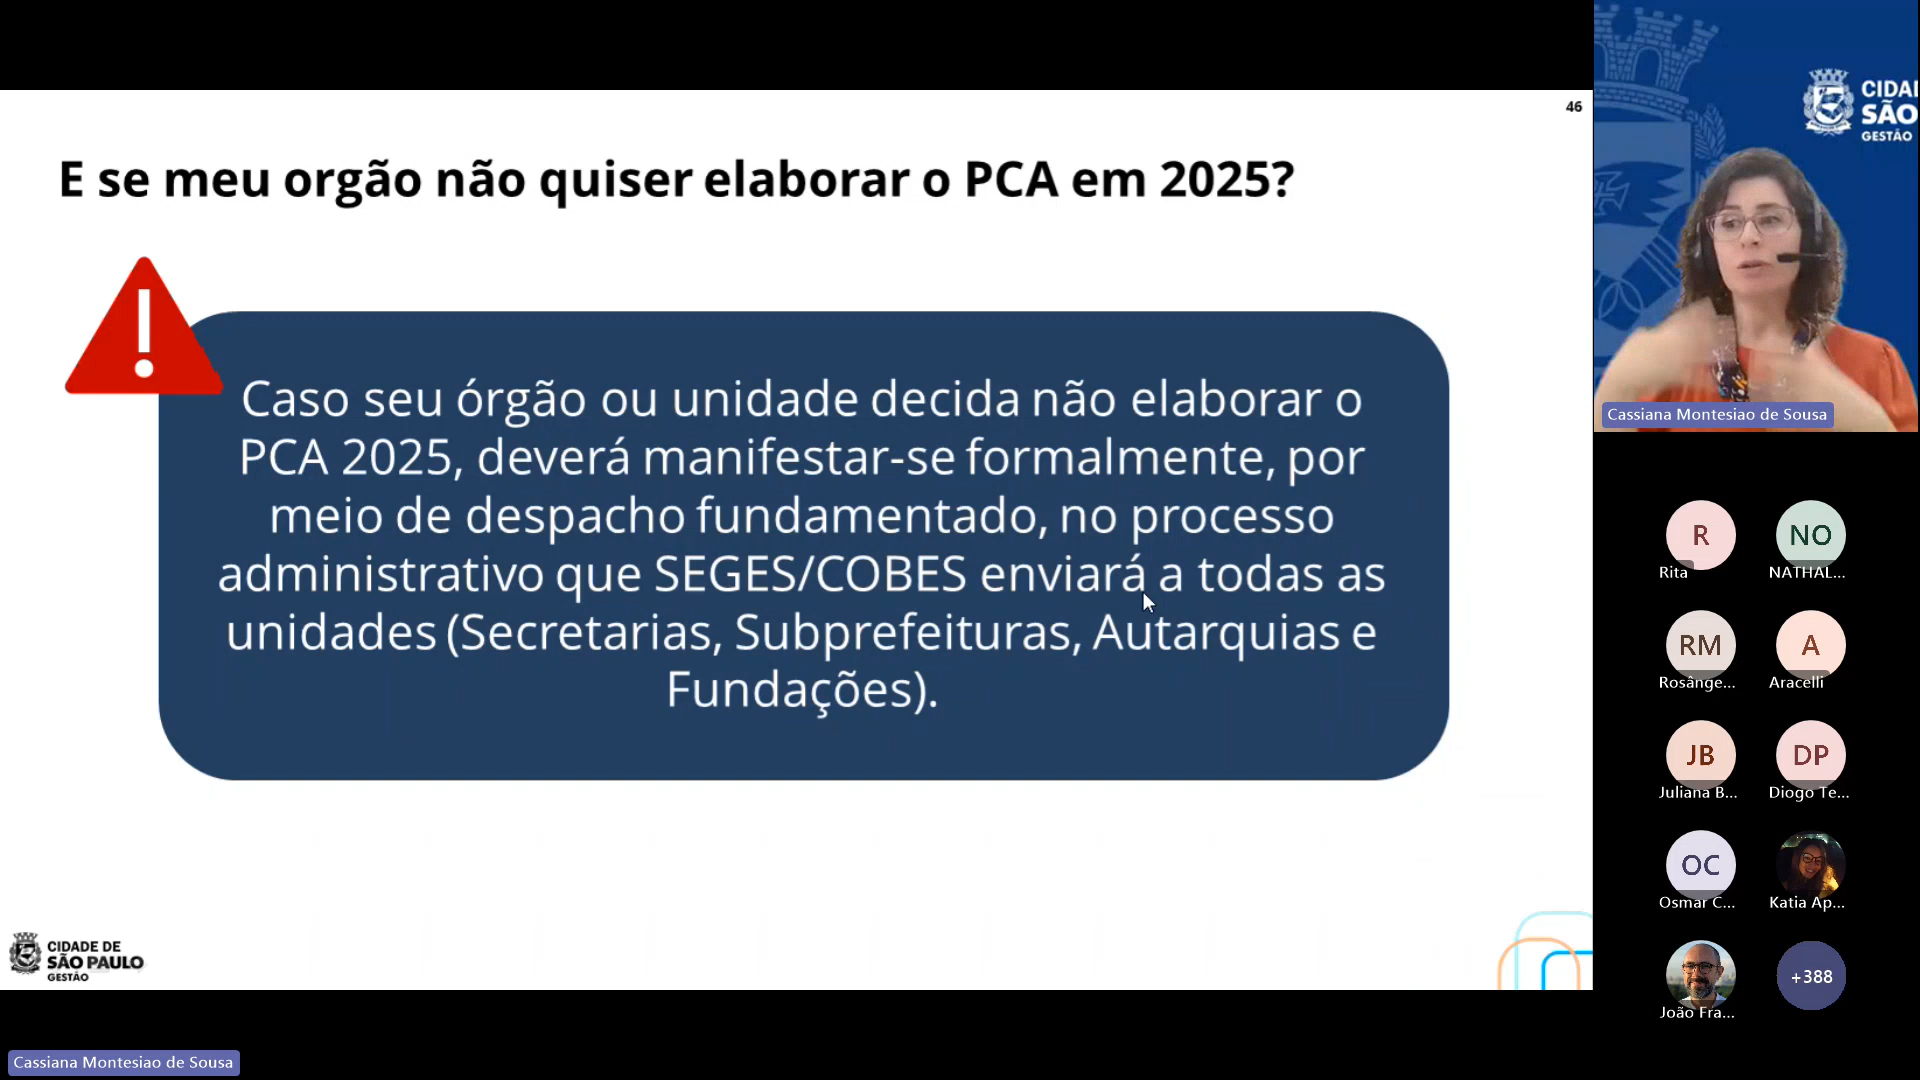 46
E se meu orgão não quiser elaborar o PCA em 2025?
Caso seu órgão ou unidade decida não elaborar o
PCA 2025, deverá manifestar-se formalmente, por
meio de despacho fundamentado, no processo
administrativo que SEGES/COBES enviará a todas as
unidades (Secretarias, Subprefeituras, Autarquias e
Fundações).
CIDADE DE
SÃO PAULO
GESTÃO
Cassiana Montesiao de Sousa
CIDA
SÃO
GESTÃO
Cassiana Montesiao de Sousa
R
Rita
NO
NATHAL...
RM
Rosânge...
A
Aracelli
JB
Juliana B...
DP
Diogo Te...
OC
Osmar C...
Katia Ap...
João Fra...
+388